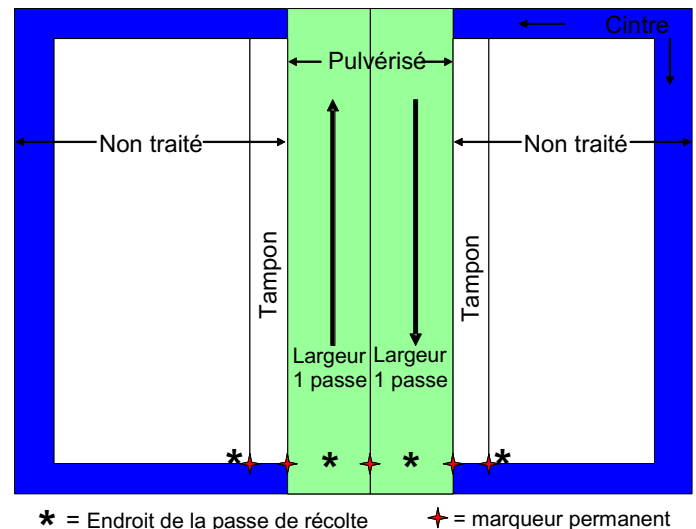 Cintre
Pulvérisé
Non traité
Non traité
Tampon
Tampon
Largeur
1 passe
Largeur
1 passe
* * * *
* = Endroit de la passe de récolte
= marqueur permanent